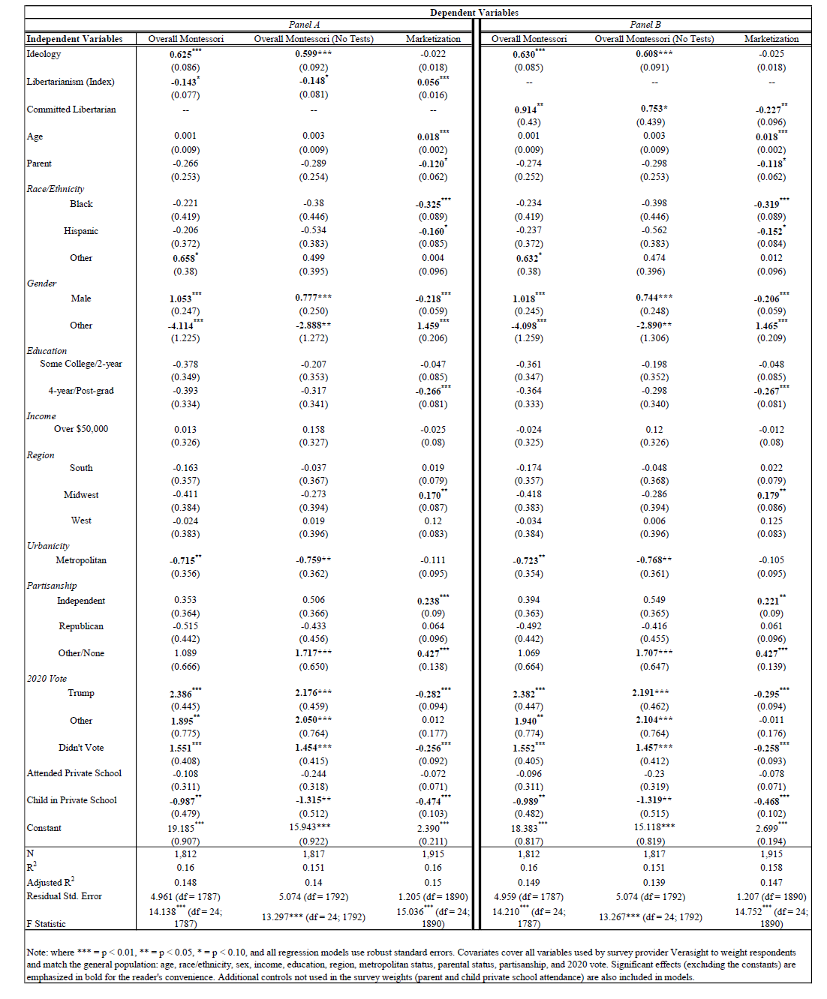 Dependent Variables
Panel A Panel B
Independent Variables Overall Montessori Overall Montessori (No Tests) Marketization Overall Montessori Overall Montessori (No Tests) Marketization
Ideology 0.625*** 0.599*** -0.022 0.630*** 0.608*** -0.025
(0.086) (0.092) (0.018) (0.085) (0.091) (0.018)
Libertarianism (Index) -0.143* -0.148* 0.056*** -- -- --
(0.077) (0.081) (0.016)
Committed Libertarian -- -- -- 0.914** 0.753* -0.227**
(0.43) (0.439) (0.096)
Age 0.001 0.003 0.018*** 0.001 0.003 0.018***
(0.009) (0.009) (0.002) (0.009) (0.009) (0.002)
Parent -0.266 -0.289 -0.120* -0.274 -0.298 -0.118*
(0.253) (0.254) (0.062) (0.252) (0.253) (0.062)
Race/Ethnicity
Black -0.221 -0.38 -0.325*** -0.234 -0.398 -0.319***
(0.419) (0.446) (0.089) (0.419) (0.446) (0.089)
Hispanic -0.206 -0.534 -0.160* -0.237 -0.562 -0.152*
(0.372) (0.383) (0.085) (0.372) (0.383) (0.084)
Other 0.658* 0.499 0.004 0.632* 0.474 0.012
(0.38) (0.395) (0.096) (0.38) (0.396) (0.096)
Gender
Male 1.053*** 0.777*** -0.218*** 1.018*** 0.744*** -0.206***
(0.247) (0.250) (0.059) (0.245) (0.248) (0.059)
Other -4.114*** -2.888** 1.459*** -4.098*** -2.890** 1.465***
(1.225) (1.272) (0.206) (1.259) (1.306) (0.209)
Education
Some College/2-year -0.378 -0.207 -0.047 -0.361 -0.198 -0.048
(0.349) (0.353) (0.085) (0.347) (0.352) (0.085)
4-year/Post-grad -0.393 -0.317 -0.266*** -0.364 -0.298 -0.267***
(0.334) (0.341) (0.081) (0.333) (0.340) (0.081)
Income
Over $50,000 0.013 0.158 -0.025 -0.024 0.12 -0.012
(0.326) (0.327) (0.08) (0.325) (0.326) (0.08)
Region
South -0.163 -0.037 0.019 -0.174 -0.048 0.022
(0.357) (0.367) (0.079) (0.357) (0.368) (0.079)
Midwest -0.411 -0.273 0.170** -0.418 -0.286 0.179**
(0.384) (0.394) (0.087) (0.383) (0.394) (0.086)
West -0.024 0.019 0.12 -0.034 0.006 0.125
(0.383) (0.396) (0.083) (0.384) (0.396) (0.083)
Urbanicity
Metropolitan -0.715** -0.759** -0.111 -0.723** -0.768** -0.105
(0.356) (0.362) (0.095) (0.354) (0.361) (0.095)
Partisanship
Independent 0.353 0.506 0.238*** 0.394 0.549 0.221**
(0.364) (0.366) (0.09) (0.363) (0.365) (0.09)
Republican -0.515 -0.433 0.064 -0.492 -0.416 0.061
(0.442) (0.456) (0.096) (0.442) (0.455) (0.096)
Other/None 1.089 1.717*** 0.427*** 1.069 1.707*** 0.427***
(0.666) (0.650) (0.138) (0.664) (0.647) (0.139)
2020 Vote
Trump 2.386*** 2.176*** -0.282*** 2.382*** 2.191*** -0.295***
(0.445) (0.459) (0.094) (0.447) (0.462) (0.094)
Other 1.895** 2.050*** 0.012 1.940** 2.104*** -0.011
(0.775) (0.764) (0.177) (0.774) (0.764) (0.176)
Didn't Vote 1.551*** 1.454*** -0.256*** 1.552*** 1.457*** -0.258***
(0.408) (0.415) (0.092) (0.405) (0.412) (0.093)
Attended Private School -0.108 -0.244 -0.072 -0.096 -0.23 -0.078
(0.311) (0.318) (0.071) (0.311) (0.319) (0.071)
Child in Private School -0.987** -1.315** -0.474*** -0.989** -1.319** -0.468***
(0.479) (0.512) (0.103) (0.482) (0.515) (0.102)
Constant 19.185*** 15.943*** 2.390*** 18.383*** 15.118*** 2.699***
(0.907) (0.922) (0.211) (0.817) (0.819) (0.194)
N 1,812 1,817 1,915 1,812 1,817 1,915
R2 0.16 0.151 0.16 0.16 0.151 0.158
Adjusted R2 0.148 0.14 0.15 0.149 0.139 0.147
Residual Std. Error 4.961 (df = 1787) 5.074 (df = 1792) 1.205 (df = 1890) 4.959 (df = 1787) 5.074 (df = 1792) 1.207 (df = 1890)
14.138*** (df = 24; 15.036*** (df = 24; 14.210*** (df = 24; 14.752*** (df = 24;
13.297*** (df = 24; 1792) 13.267*** (df = 24; 1792)
F Statistic 1787) 1890) 1787) 1890)
Note: where *** = p < 0.01, ** = p < 0.05, * = p < 0.10, and all regression models use robust standard errors. Covariates cover all variables used by survey provider Verasight to weight respondents
and match the general population: age, race/ethnicity, sex, income, education, region, metropolitan status, parental status, partisanship, and 2020 vote. Significant effects (excluding the constants) are
emphasized in bold for the reader's convenience. Additional controls not used in the survey weights (parent and child private school attendance) are also included in models.